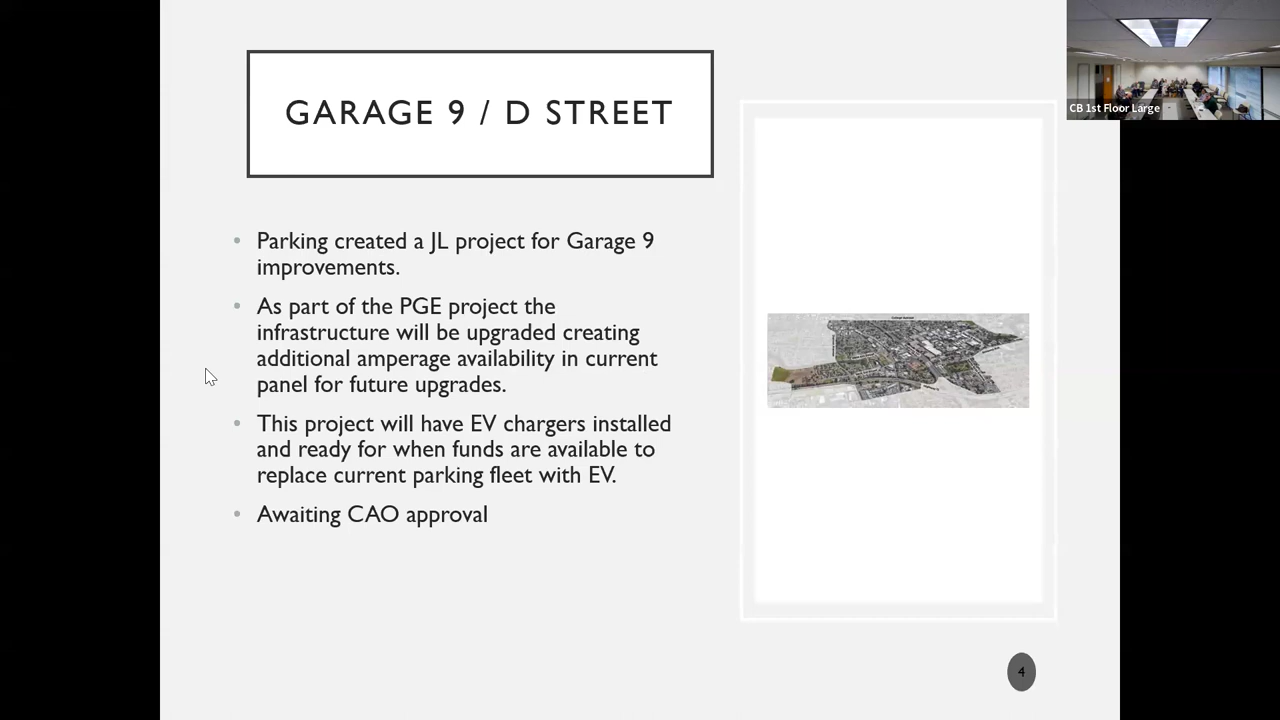 GARAGE 9 / D STREET
CB 1st Floor Large
Parking created a JL project for Garage 9
improvements.
As part of the PGE project the
infrastructure will be upgraded creating
additional amperage availability in current
panel for future upgrades.
This project will have EV chargers installed
and ready for when funds are available to
replace current parking fleet with EV.
Awaiting CAO approval
4